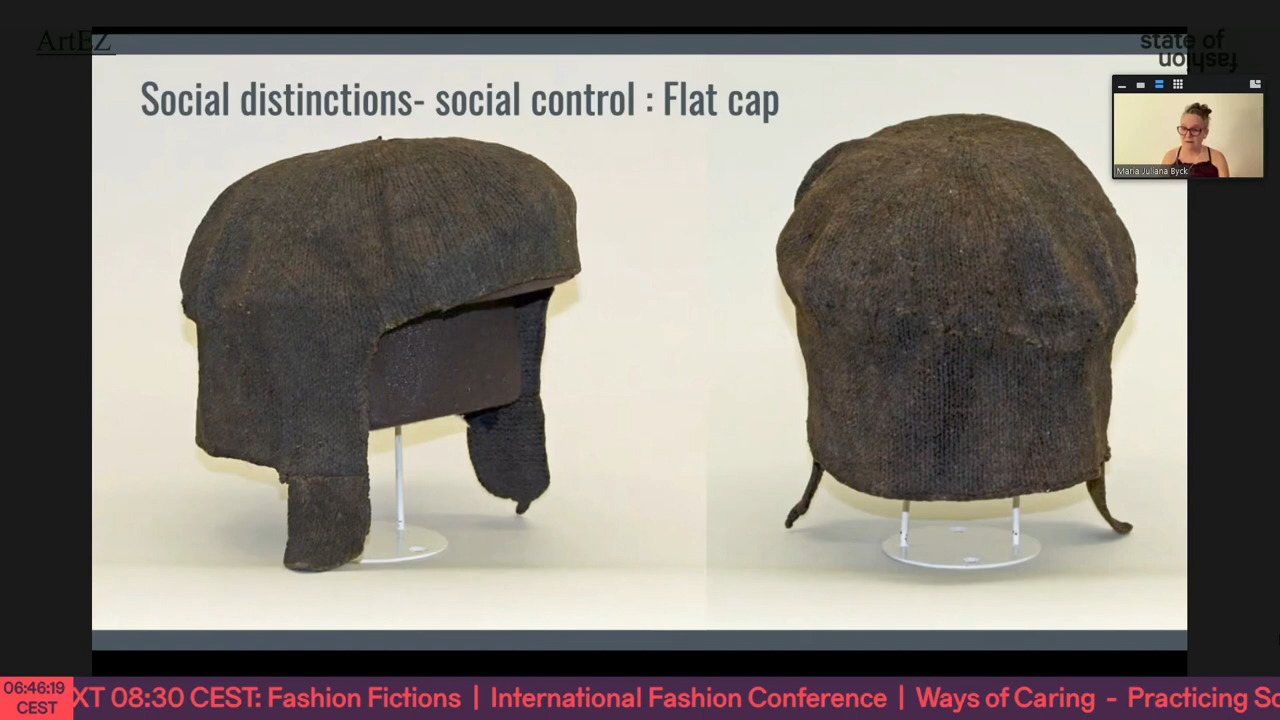 ArtEZ
state of
fashion
Social distinctions- social control : Flat cap
Maria Juliana Byck
06:46:19
CEST
XT 08:30 CEST: Fashion Fictions | International Fashion Conference | Ways of Caring - Practicing So